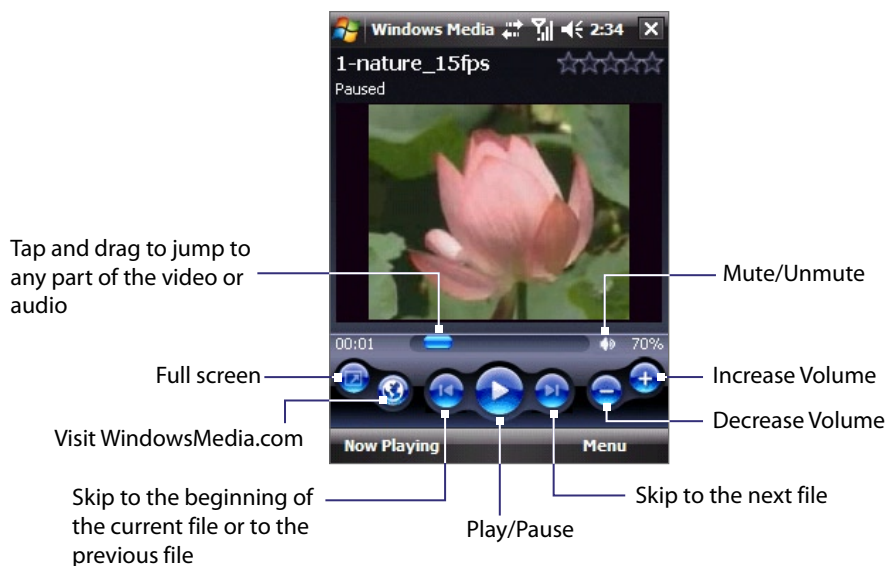 Windows Media 2:34
1-nature_15fps
Paused
Tap and drag to jump to
any part of the video or
audio
Mute/Unmute
00:01
70%
Full screen
Increase Volume
Decrease Volume
Visit WindowsMedia.com
Now Playing
Menu
Skip to the beginning of
the current file or to the
previous file
Play/Pause
Skip to the next file